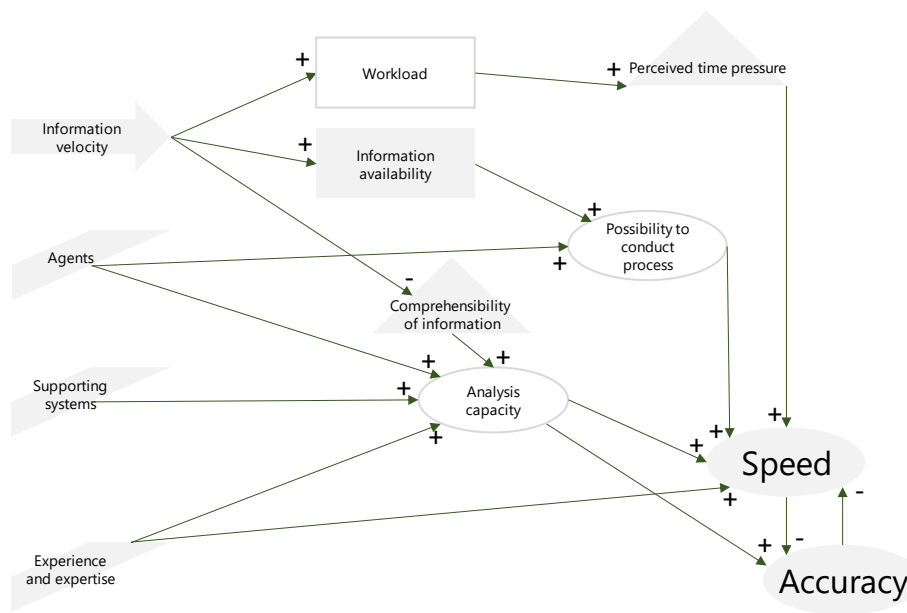 +
Workload
+
Perceived time pressure
Information
velocity
+
Information
availability
+
Possibility to
conduct
process
+
Agents
-
Comprehensibility
of information
+
+
Supporting
systems
+
Analysis
capacity
+
+
+
+
Speed
+
-
-
+
Experience
and expertise
Accuracy